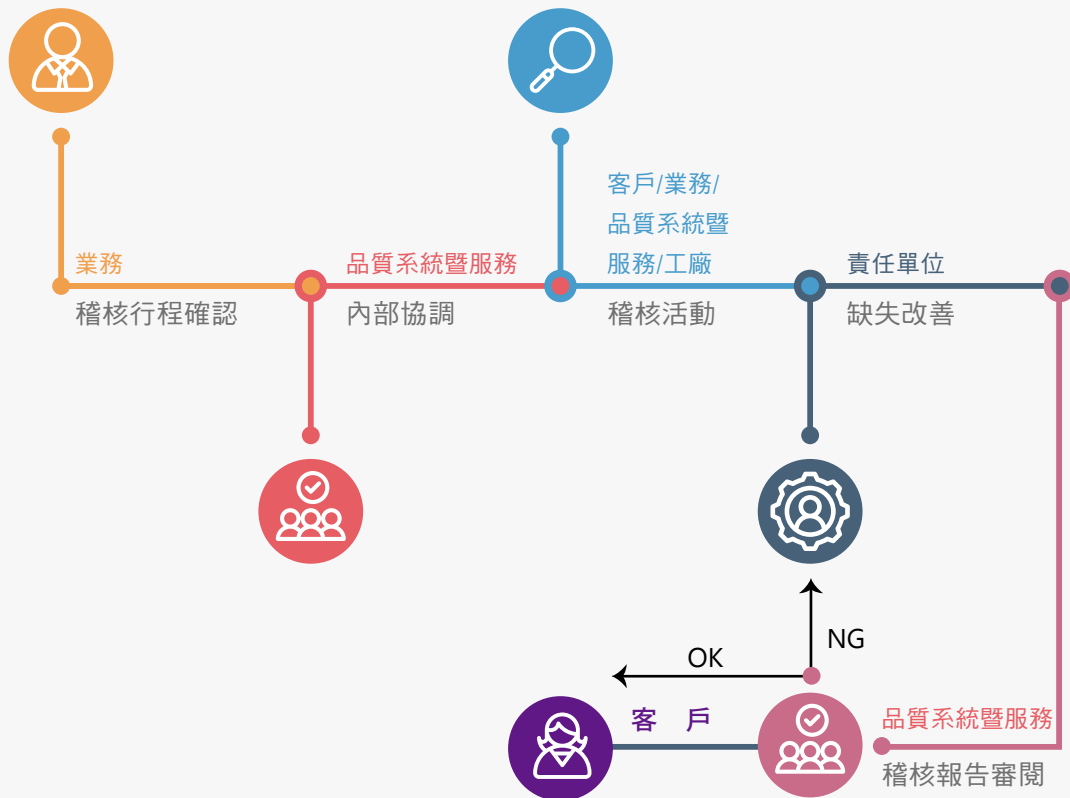 業務
稽核行程確認
品質系統暨服務
內部協調
客戶/業務/
品質系統暨
服務/工廠
稽核活動
責任單位
缺失改善
NG
OK
客 戶
品質系統暨服務
稽核報告審閱